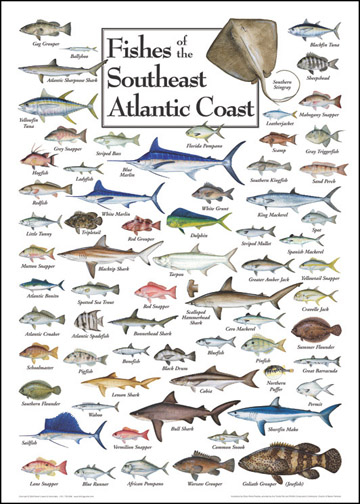 Fishes of the
Southeast
Atlantic Coast
Gag Grouper
Ballyhoo
Atlantic Sharpnose Shark
Southern
Stingray
Blackfin Tuna
Sheepshead
Yellowfin
Tuna
Leatherjacket
Mahogany Snapper
Gray Snapper
Striped Bass
Florida Pompano
Scamp
Gray Triggerfish
Hogfish
Ladyfish
Blue
Marlin
Southern Kingfish
Sand Perch
Redfish
White Marlin
White Grunt
King Mackerel
Little Tunny
Tripletail
Red Grouper
Dolphin
Striped Mullet
Spot
Spanish Mackerel
Mutton Snapper
Blacktip Shark
Tarpon
Greater Amber Jack
Yellowtail Snapper
Atlantic Bonito
Spotted Sea Trout
Red Snapper
Scalloped
Hammerhead
Shark
Crevalle Jack
Atlantic Croaker
Atlantic Spadefish
Bonnethead Shark
Cero Mackerel
Summer Flounder
Schoolmaster
Pigfish
Bonefish
Black Drum
Bluefish
Pinfish
Great Barracuda
Southern Flounder
Lemon Shark
Cobia
Northern
Puffer
Permit
Wahoo
Sailfish
Vermilion Snapper
Bull Shark
Common Snook
Shortfin Mako
Lane Snapper
Blue Runner
African Pompano
Warsaw Grouper
Goliath Grouper (Jewfish)